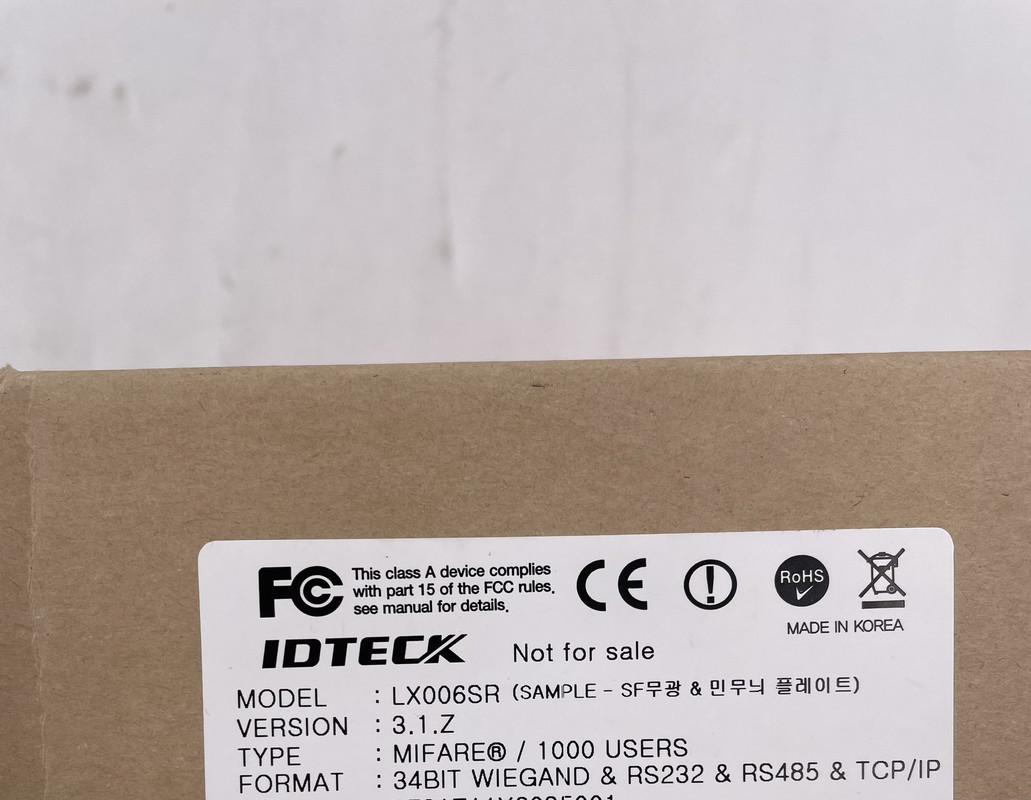 FC This class A device complies
with part 15 of the FCC rules.
see manual for details.
CE
RoHS
MADE IN KOREA
IDTECK Not for sale
MODEL : LX006SR (SAMPLE - SF무광 & 민무늬 플레이트)
VERSION : 3.1.Z
TYPE : MIFARE® / 1000 USERS
FORMAT : 34BIT WIEGAND & RS232 & RS485 & TCP/IP